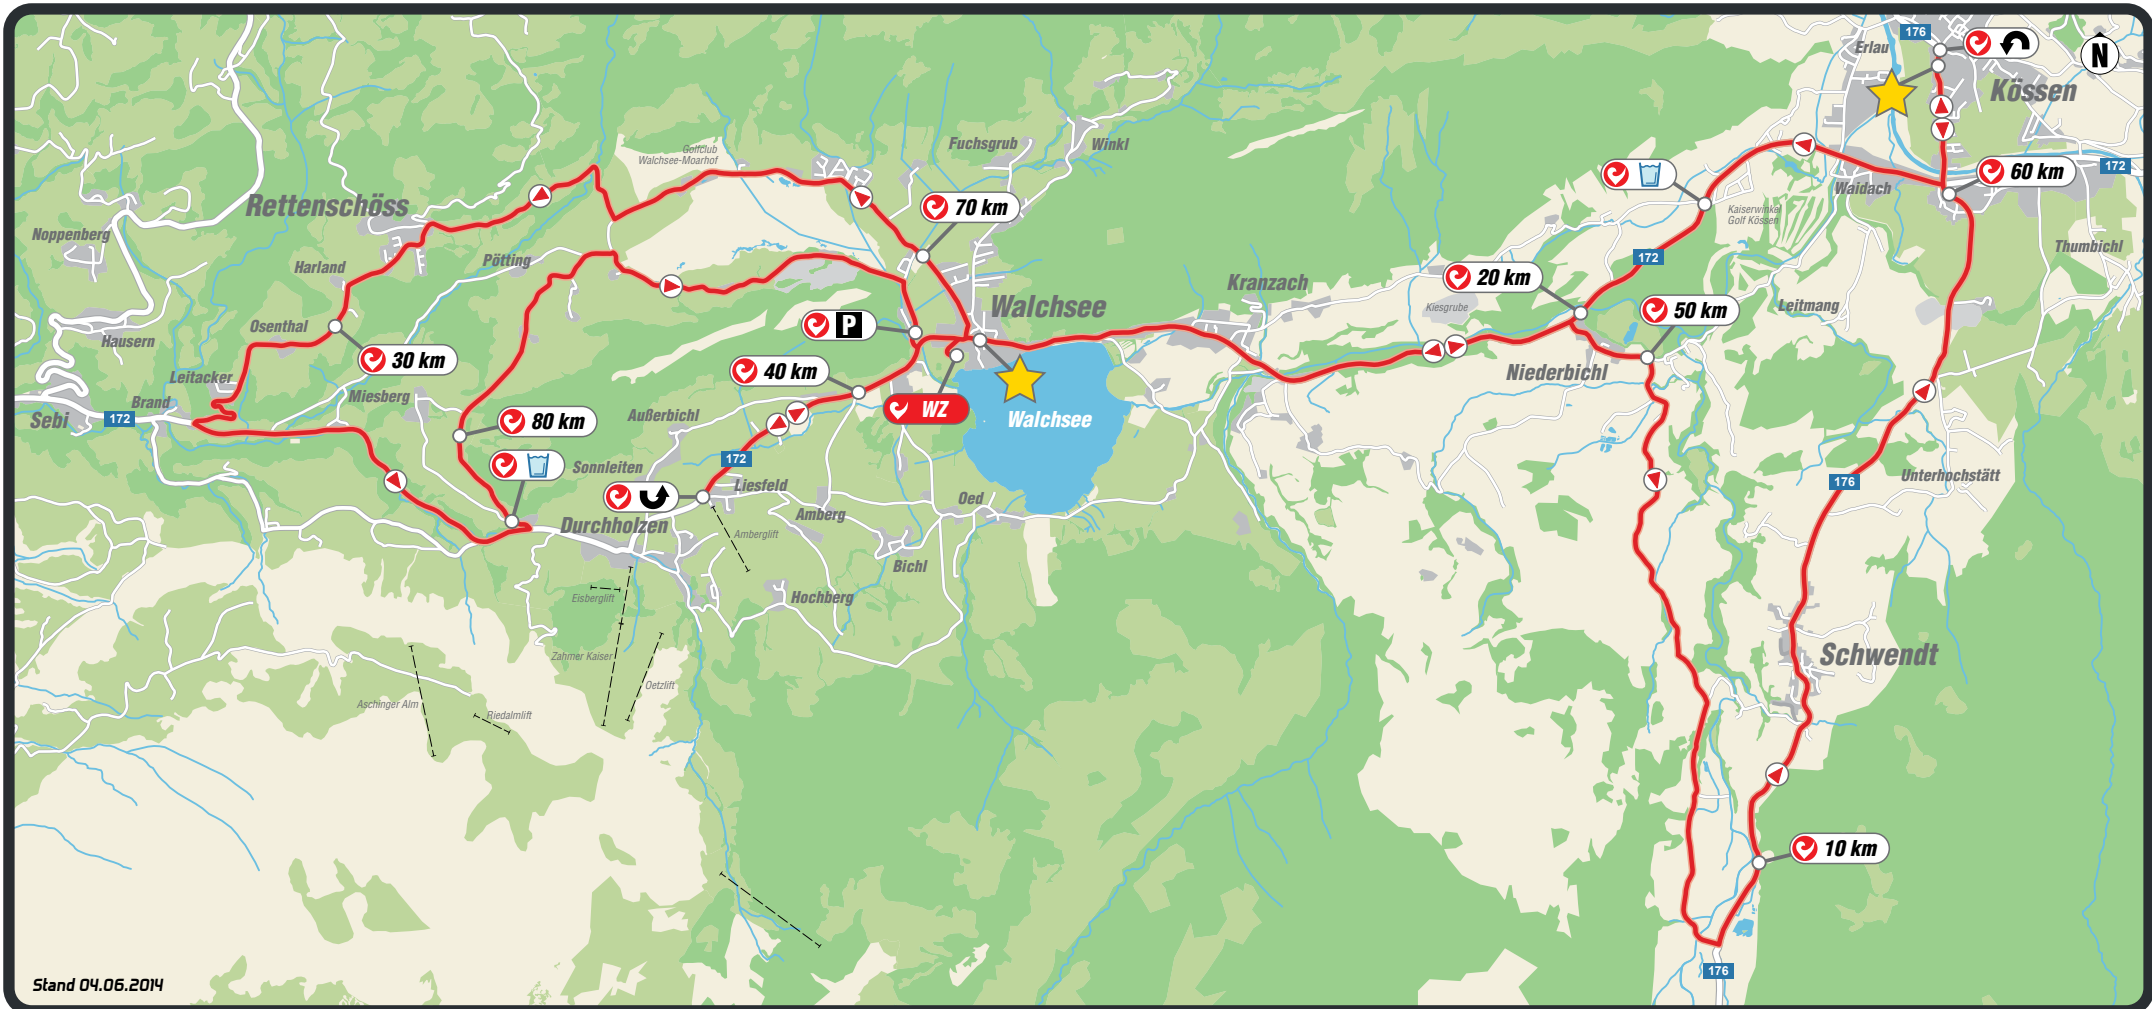 176
Erlau
N
Kössen
Fuchsgrub
Winkl
Golfclub
Walchsee-Moarhof
172
60 km
Waidach
Rettenschöss
70 km
Kaiserwinkel
Golf Kössen
Noppenberg
Thumbichl
Pötting
172
Harland
20 km
Kranzach
Walchsee
Kiesgrube
Leitmang
50 km
P
Osenthal
Hausern
30 km
40 km
Niederbichl
Leitacker
Miesberg
Brand
WZ
Walchsee
Sebi
172
80 km
Außerbichl
172
Sonnleiten
Unterhochstätt
176
Liesfeld
Oed
Amberg
Durchholzen
Amberglift
Bichl
Eisberglift
Hochberg
Zahmer Kaiser
Schwendt
Oetzlift
Aschinger Alm
Riedalmlift
10 km
176
Stand 04.06.2014